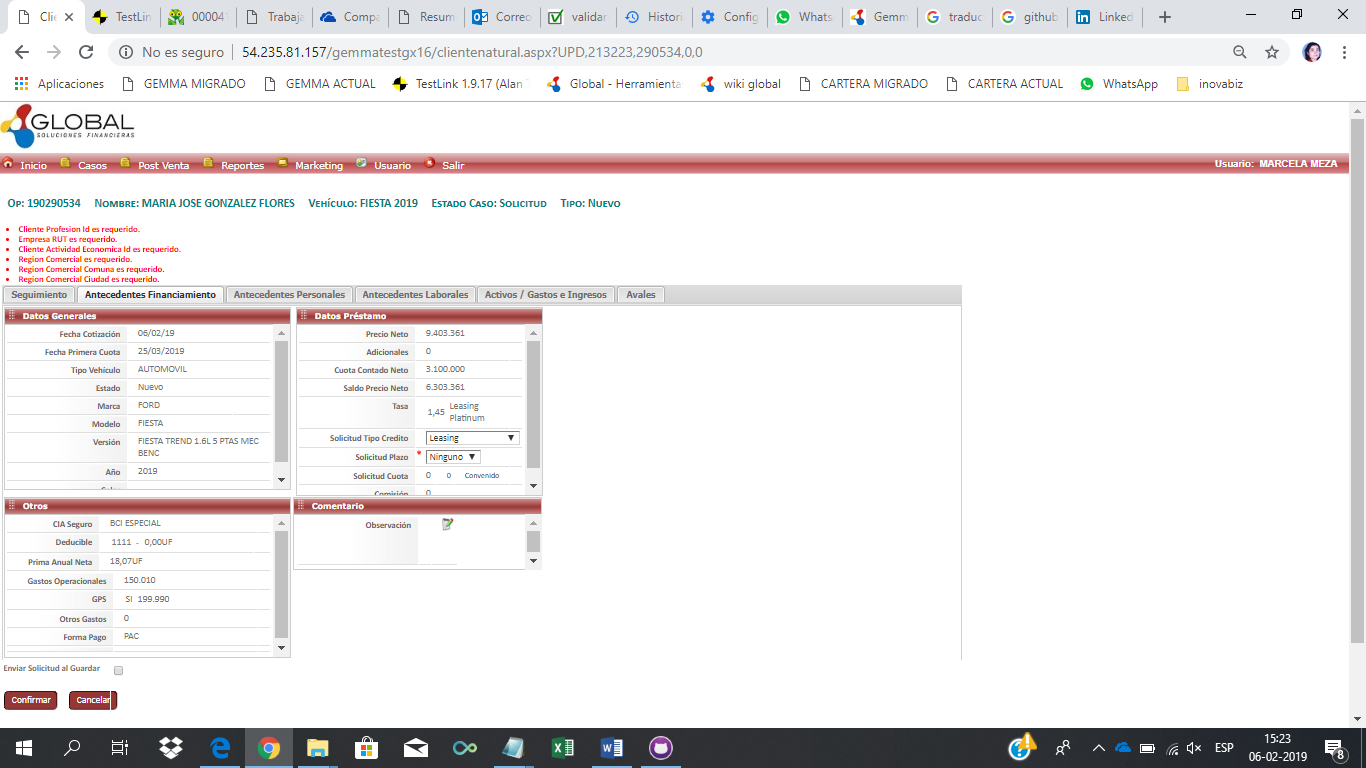 Clie
TestLin
000041
Trabaja
Compa
Resum
Correo
validar
Histori
Config
Whats
Gemm
traduc
github
Linked
No es seguro | 54.235.81.157/gemmatestgx16/clientenatural.aspx?UPD,213223,290534,0,0
Aplicaciones
GEMMA MIGRADO
GEMMA ACTUAL
TestLink 1.9.17 (Alan
Global - Herramienta
wiki global
CARTERA MIGRADO
CARTERA ACTUAL
WhatsApp
inovabiz
GLOBAL
SOLUCIONES FINANCIERAS
Inicio Casos Post Venta Reportes Marketing Usuario Salir
Usuario: MARCELA MEZA
Op: 190290534 Nombre: MARIA JOSE GONZALEZ FLORES Vehículo: FIESTA 2019 Estado Caso: Solicitud Tipo: Nuevo
Cliente Profesion Id es requerido.
Empresa RUT es requerido.
Cliente Actividad Economica Id es requerido.
Region Comercial es requerido.
Region Comercial Comuna es requerido.
Region Comercial Ciudad es requerido.
Seguimiento Antecedentes Financiamiento Antecedentes Personales Antecedentes Laborales Activos / Gastos e Ingresos Avales
Datos Generales
Fecha Cotización 06/02/19
Fecha Primera Cuota 25/03/2019
Tipo Vehículo AUTOMOVIL
Estado Nuevo
Marca FORD
Modelo FIESTA
Versión FIESTA TREND 1.6L 5 PTAS MEC
BENC
Año 2019
Datos Préstamo
Precio Neto 9.403.361
Adicionales 0
Cuota Contado Neto 3.100.000
Saldo Precio Neto 6.303.361
Tasa 1,45 Leasing
Platinum
Solicitud Tipo Credito Leasing
Solicitud Plazo * Ninguno
Solicitud Cuota 0 0 Convenido
Comisión 0
Otros
CIA Seguro BCI ESPECIAL
Deducible 1111 - 0,00UF
Prima Anual Neta 18,07UF
Gastos Operacionales 150.010
GPS SI 199.990
Otros Gastos 0
Forma Pago PAC
Comentario
Observación
Enviar Solicitud al Guardar
Confirmar Cancelar
ESP
15:23
06-02-2019
8